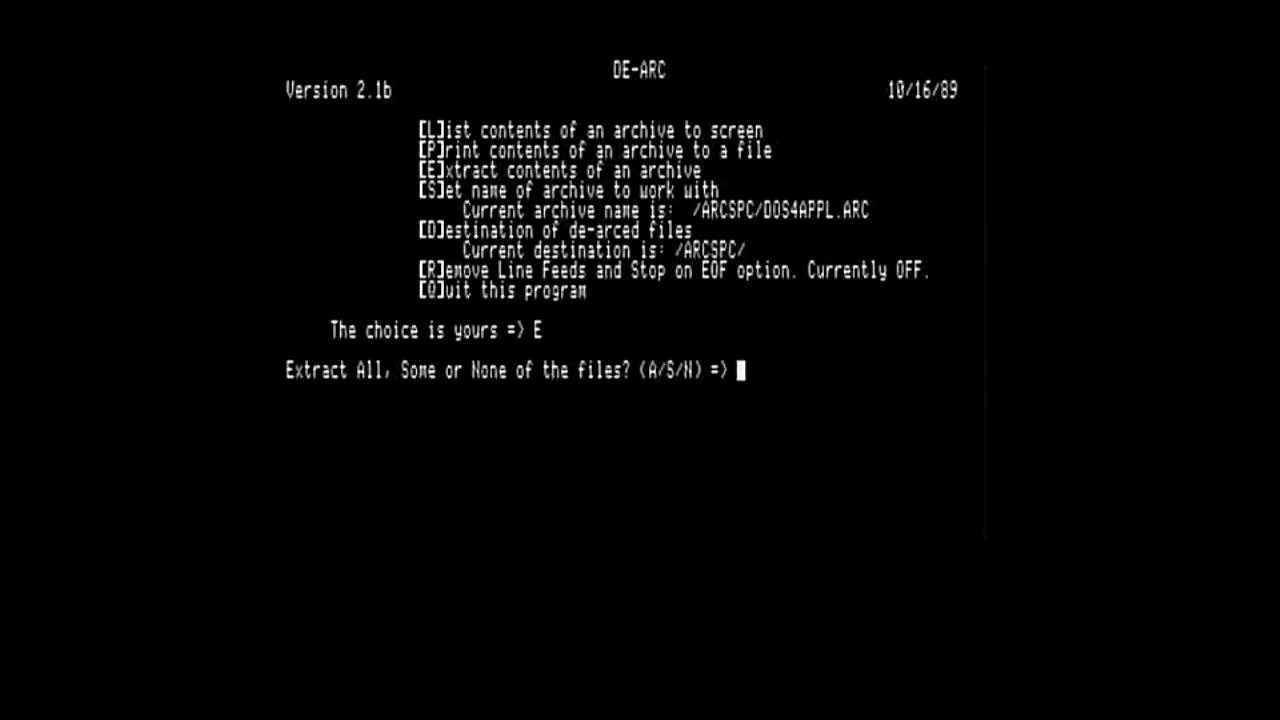 DE-ARC
Version 2.1b 10/16/89
[L]ist contents of an archive to screen
[P]rint contents of an archive to a file
[E]xtract contents of an archive
[S]et name of archive to work with
Current archive name is: /ARCSPC/DOS4APPL.ARC
[D]estination of de-arced files
Current destination is: /ARCSPC/
[R]emove Line Feeds and Stop on EOF option. Currently OFF.
[Q]uit this program
The choice is yours => E
Extract All, Some or None of the files? (A/S/N) =>